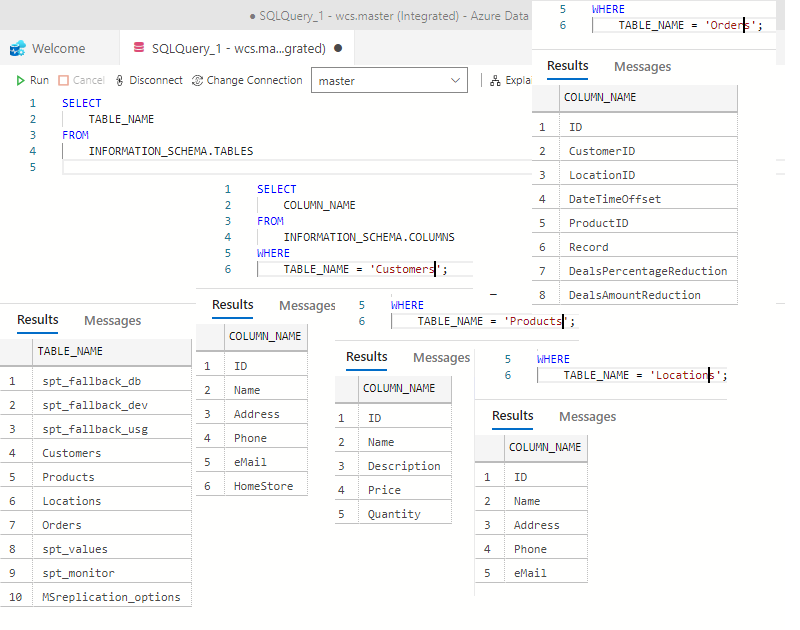 ● SQLQuery_1 - wcs.master (Integrated) - Azure Data
Welcome
SQLQuery_1 - wcs.ma...grated) ●
Run Cancel Disconnect Change Connection master Expla
1 SELECT
2 TABLE_NAME
3 FROM
4 INFORMATION_SCHEMA.TABLES
5
1 SELECT
2 COLUMN_NAME
3 FROM
4 INFORMATION_SCHEMA.COLUMNS
5 WHERE
6 TABLE_NAME = 'Customers';
5 WHERE
6 TABLE_NAME = 'Orders';
Results Messages
COLUMN_NAME
1 ID
2 CustomerID
3 LocationID
4 DateTimeOffset
5 ProductID
6 Record
7 DealsPercentageReduction
8 DealsAmountReduction
Results Messages
TABLE_NAME
1 spt_fallback_db
2 spt_fallback_dev
3 spt_fallback_usg
4 Customers
5 Products
6 Locations
7 Orders
8 spt_values
9 spt_monitor
10 MSreplication_options
Results Messages
COLUMN_NAME
1 ID
2 Name
3 Address
4 Phone
5 eMail
6 HomeStore
5 WHERE
6 TABLE_NAME = 'Products';
Results Messages
COLUMN_NAME
1 ID
2 Name
3 Description
4 Price
5 Quantity
5 WHERE
6 TABLE_NAME = 'Locations';
Results Messages
COLUMN_NAME
1 ID
2 Name
3 Address
4 Phone
5 eMail